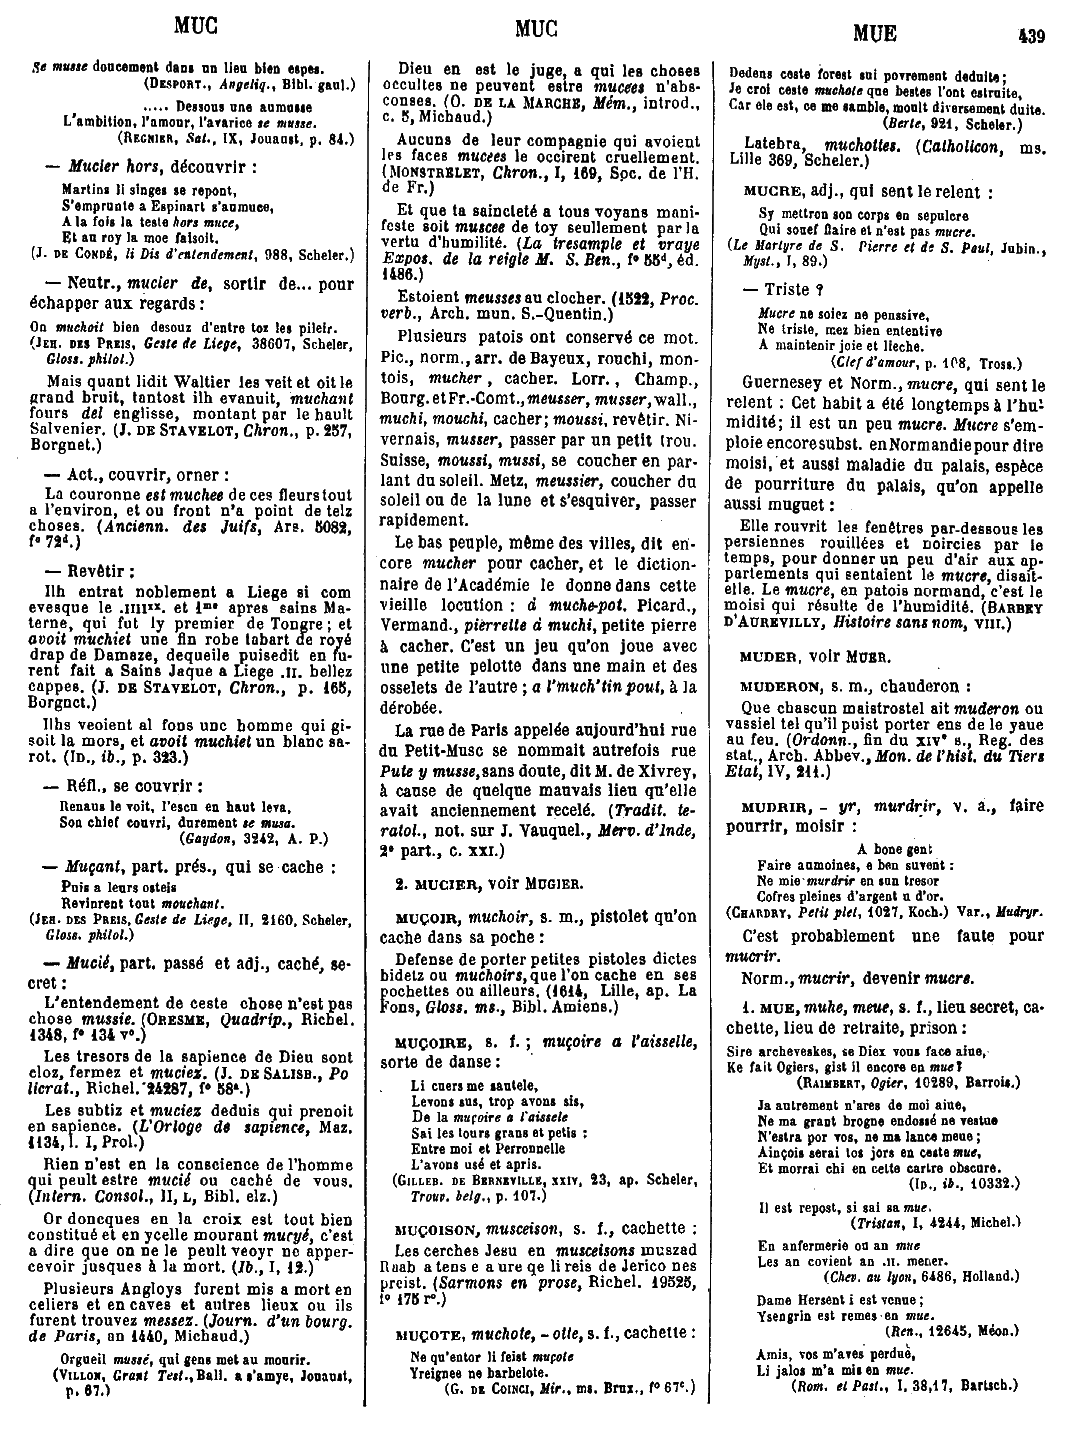 MUC
MUC
MUE
439
Se musse doucement dans un lieu bien espes.
(DESPORT., Angeliq., Bibl. gaul.)
..... Dessous une aumusse
L'ambition, l'amour, l'avarice se musse.
(REGNIER, Sat., IX, Jouaust, p. 84.)
— Mucier hors, découvrir :
Martins li singes se repont,
S'emprunte a Espinart s'aumuce,
A la fois la teste hors muce,
Et au roy la moe faisoit.
(J. DE CONDÉ, li Dis d'entendement, 988, Scheler.)
— Neutr., mucier de, sortir de... pour
échapper aux regards :
On muchoit bien desouz d'entre toz les pileir.
(JEH. DES PREIS, Geste de Liege, 38607, Scheler,
Gloss. philol.)
Mais quant lidit Waltier les veit et oit le
grand bruit, tantost ilh evanuit, muchant
fours del englisse, montant par le hault
Salvenier. (J. DE STAVELOT, Chron., p. 257,
Borgnet.)
— Act., couvrir, orner :
La couronne est muchee de ces fleurs tout
a l'environ, et ou front n'a point de telz
choses. (Ancienn. des Juifs, Ars. 5082,
f° 72d.)
— Revêtir :
Ilh entrat noblement a Liege si com
evesque le .IIIIxx. et Ime apres sains Ma-
terne, qui fut ly premier de Tongre ; et
avoit muchiet une fin robe tabart de royé
drap de Damaze, dequeile puisedit en fu-
rent fait a Sains Jaque a Liege .II. bellez
cappes. (J. DE STAVELOT, Chron., p. 165,
Borgnet.)
Ilhs veoient al fons unc homme qui gi-
soit la mors, et avoit muchiet un blanc sa-
rot. (ID., ib., p. 323.)
— Réfl., se couvrir :
Renaus le voit, l'escu en haut leva,
Son chief couvri, durement se musa.
(Gaydon, 3242, A. P.)
— Muçant, part. prés., qui se cache :
Puis a leurs osteis
Revinrent tout mouchant.
(JEH. DES PREIS, Geste de Liege, II, 2160, Scheler,
Gloss. philol.)
— Mucié, part. passé et adj., caché, se-
cret :
L'entendement de ceste chose n'est pas
chose mussie. (ORESME, Quadrip., Richel.
1348, f° 134 v°.)
Les tresors de la sapience de Dieu sont
cloz, fermez et muciez. (J. DE SALISB., Po
licrat., Richel. 24287, f° 58a.)
Les subtiz et muciez deduis qui prenoit
en sapience. (L'Orloge de sapience, Maz.
1134, l. I, Prol.)
Rien n'est en la conscience de l'homme
qui peult estre mucié ou caché de vous.
(Intern. Consol., II, L, Bibl. elz.)
Or doncques en la croix est tout bien
constitué et en ycelle mourant muryé, c'est
a dire que on ne le peult veoyr ne apper-
cevoir jusques à la mort. (Ib., I, 12.)
Plusieurs Angloys furent mis a mort en
celiers et en caves et autres lieux ou ils
furent trouvez messez. (Journ. d'un bourg.
de Paris, an 1440, Michaud.)
Orgueil mussé, qui gens met au mourir.
(VILLON, Grant Test., Ball. a s'amye, Jouaust,
p. 67.)
Dieu en est le juge, a qui les choses
occultes ne peuvent estre mucees n'abs-
conses. (O. DE LA MARCHE, Mém., introd.,
c. 5, Michaud.)
Aucuns de leur compagnie qui avoient
les faces mucees le occirent cruellement.
(MONSTRELET, Chron., I, 169, Soc. de l'H.
de Fr.)
Et que ta saincteté a tous voyans mani-
feste soit muscee de toy seullement par la
vertu d'humilité. (La tresample et vraye
Expos. de la reigle M. S. Ben., f° 55d, éd.
1486.)
Estoient meusses au clocher. (1522, Proc.
verb., Arch. mun. S.-Quentin.)
Plusieurs patois ont conservé ce mot.
Pic., norm., arr. de Bayeux, rouchi, mon-
tois, mucher, cacher. Lorr., Champ.,
Bourg. et Fr.-Comt., meusser, musser, wall.,
muchi, mouchi, cacher; moussi, revêtir. Ni-
vernais, musser, passer par un petit trou.
Suisse, moussi, mussi, se coucher en par-
lant du soleil. Metz, meussier, coucher du
soleil ou de la lune et s'esquiver, passer
rapidement.
Le bas peuple, même des villes, dit en-
core mucher pour cacher, et le diction-
naire de l'Académie le donne dans cette
vieille locution : à muche-pot. Picard.,
Vermand., pierrette à muchi, petite pierre
à cacher. C'est un jeu qu'on joue avec
une petite pelotte dans une main et des
osselets de l'autre ; a l'much'tin pout, à la
dérobée.
La rue de Paris appelée aujourd'hui rue
du Petit-Musc se nommait autrefois rue
Pute y musse, sans doute, dit M. de Xivrey,
à cause de quelque mauvais lieu qu'elle
avait anciennement recelé. (Tradit. te-
ratol., not. sur J. Vauquel., Merv. d'Inde,
2e part., c. XXI.)
2. MUCIER, voir MUGIER.
MUÇOIR, muchoir, s. m., pistolet qu'on
cache dans sa poche :
Defense de porter petites pistoles dictes
bidetz ou muchoirs, que l'on cache en ses
pochettes ou ailleurs. (1614, Lille, ap. La
Fons, Gloss. ms., Bibl. Amiens.)
MUÇOIRE, s. f. ; muçoire a l'aisselle,
sorte de danse :
Li cuers me sautele,
Levons sus, trop avons sis,
De la muçoire a l'aissele
Sai les tours grans et petis :
Entre moi et Perronnelle
L'avons usé et apris.
(GILLEB. DE BERNEVILLE, XXIV, 23, ap. Scheler,
Trouv. belg., p. 107.)
MUÇOISON, musceison, s. f., cachette :
Les cerches Jesu en musceisons muszad
Raab a tens e a ure qe li reis de Jerico nes
preist. (Sarmons en prose, Richel. 19525,
f° 175 r°.)
MUÇOTE, muchote, - otte, s. f., cachette :
Ne qu'entor li feist muçote
Yreignee ne barbelote.
(G. DE COINCI, Mir., ms. Brux., f° 67c.)
Dedens ceste forest sui povrement deduite ;
Je croi ceste muchote que bestes l'ont estruite,
Car ele est, ce me samble, moult diversement duite.
(Berte, 921, Scheler.)
Latebra, muchottes. (Catholicon, ms.
Lille 369, Scheler.)
MUCRE, adj., qui sent le relent :
Sy mettron son corps en sepulcre
Qui souef flaire et n'est pas mucre.
(Le Martyre de S. Pierre et de S. Paul, Jubin.,
Myst., I, 89.)
— Triste ?
Mucre ne soiez ne pensive,
Ne triste, mez bien ententive
A maintenir joie et lieche.
(Clef d'amour, p. 108, Tross.)
Guernesey et Norm., mucre, qui sent le
relent : Cet habit a été longtemps à l'hu-
midité; il est un peu mucre. Mucre s'em-
ploie encore subst. en Normandie pour dire
moisi, et aussi maladie du palais, espèce
de pourriture du palais, qu'on appelle
aussi muguet :
Elle rouvrit les fenêtres par-dessous les
persiennes rouillées et noircies par le
temps, pour donner un peu d'air aux ap-
partements qui sentaient le mucre, disait-
elle. Le mucre, en patois normand, c'est le
moisi qui résulte de l'humidité. (BARBEY
D'AUREVILLY, Histoire sans nom, VIII.)
MUDER, voir MUER.
MUDERON, s. m., chauderon :
Que chascun maistrostel ait muderon ou
vassiel tel qu'il puist porter ens de le yaue
au feu. (Ordonn., fin du XIVe s., Reg. des
stat., Arch. Abbev., Mon. de l'hist. du Tiers
Etat, IV, 211.)
MUDRIR, - yr, murdrir, v. a., faire
pourrir, moisir :
A bone gent
Faire aumoines, e ben suvent :
Ne mie murdrir en sun tresor
Cofres pleines d'argent u d'or.
(CHARDRY, Petit plet, 1027, Koch.) Var., Mudryr.
C'est probablement une faute pour
mucrir.
Norm., mucrir, devenir mucre.
1. MUE, muhe, meue, s. f., lieu secret, ca-
chette, lieu de retraite, prison :
Sire archeveskes, se Diex vous face aiue,
Ke fait Ogiers, gist il encore en mue ?
(RAIMBERT, Ogier, 10289, Barrois.)
Ja autrement n'ares de moi aiue,
Ne ma grant brogne endossé ne vestue
N'estra por vos, ne ma lance meue ;
Ainçois serai tos jors en ceste mue,
Et morrai chi en cette cartre obscure.
(ID., ib., 10332.)
Il est repost, si sai sa mue.
(Tristan, I, 4244, Michel.)
En anfermerie ou an mue
Les an covient an .II. mener.
(Chev. au lyon, 6486, Holland.)
Dame Hersent i est venue ;
Ysengrin est remes en mue.
(Ren., 12645, Méon.)
Amis, vos m'aves perdue,
Li jalos m'a mis en mue.
(Rom. et Past., I, 38,17, Bartsch.)